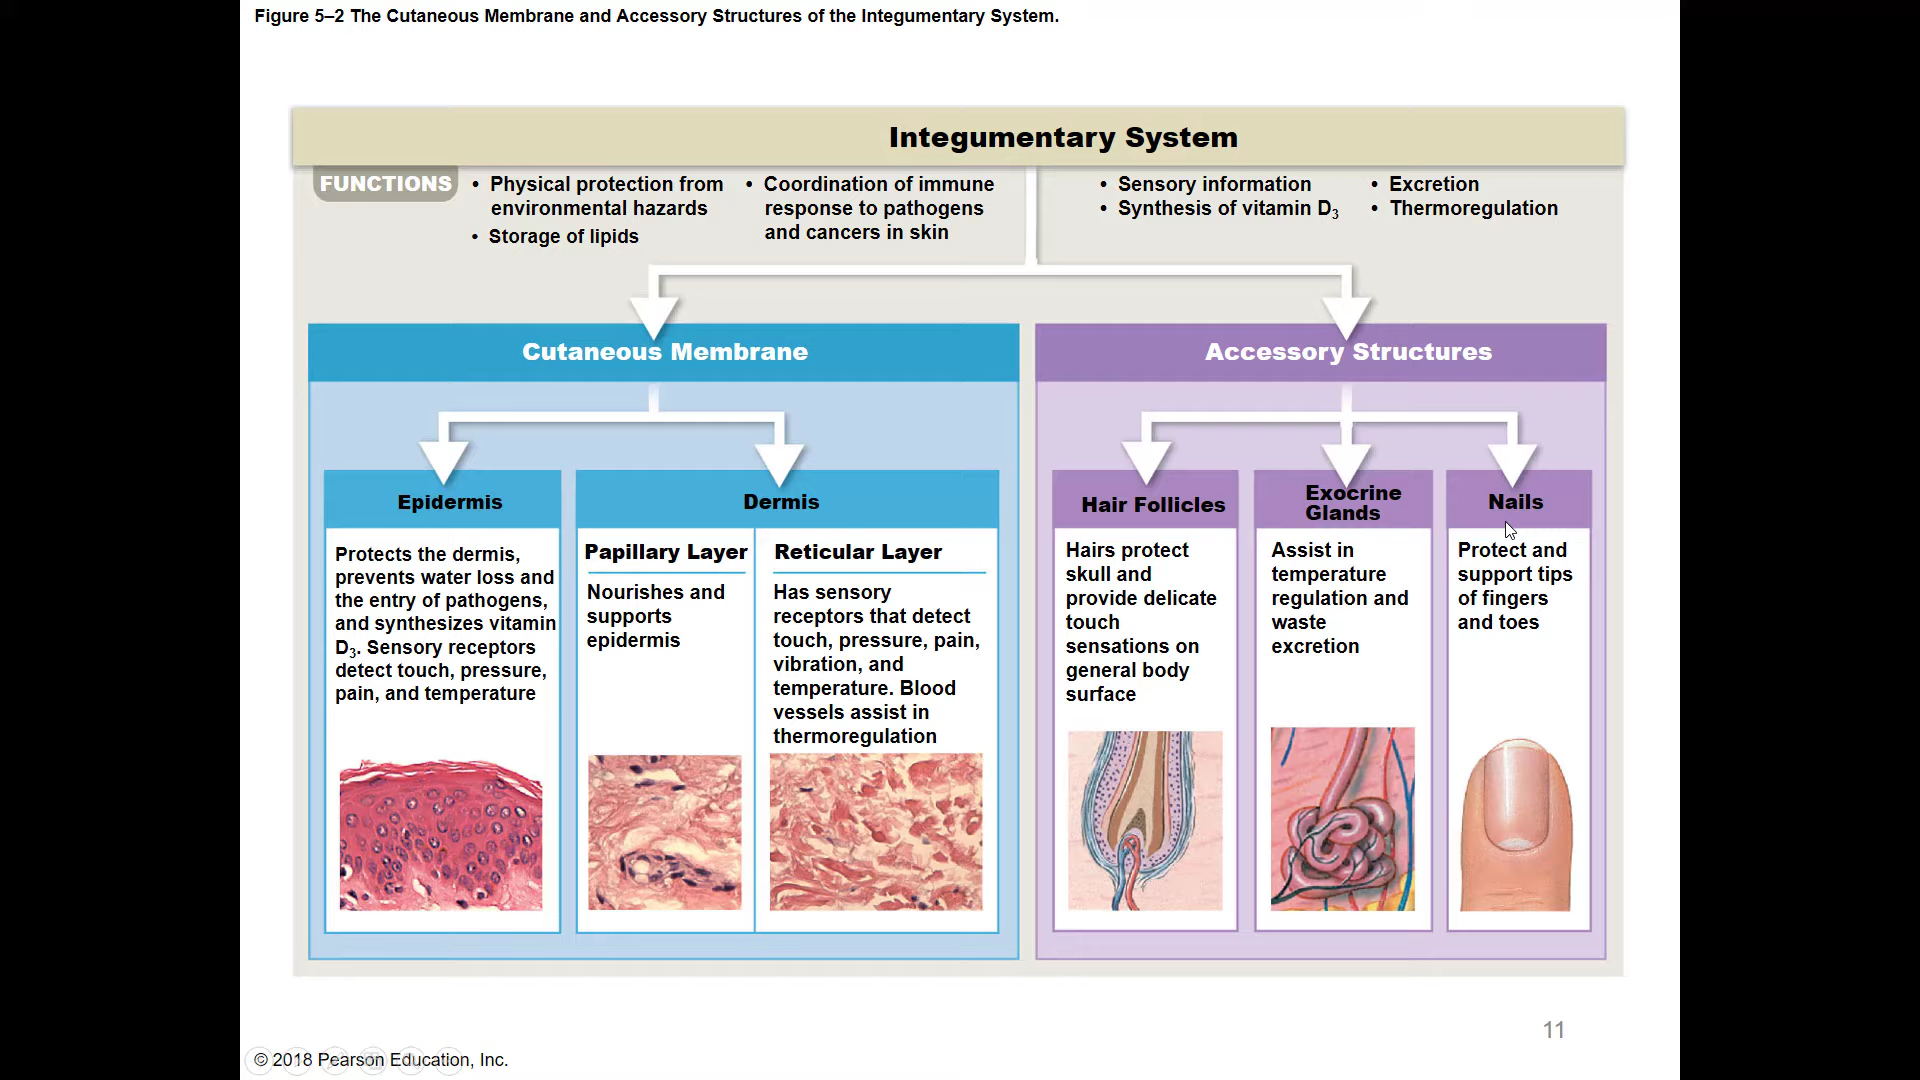 Figure 5–2 The Cutaneous Membrane and Accessory Structures of the Integumentary System.
Integumentary System
FUNCTIONS
• Physical protection from
environmental hazards
• Storage of lipids
• Coordination of immune
response to pathogens
and cancers in skin
• Sensory information
• Synthesis of vitamin D₃
• Excretion
• Thermoregulation
Cutaneous Membrane
Epidermis
Protects the dermis,
prevents water loss and
the entry of pathogens,
and synthesizes vitamin
D₃. Sensory receptors
detect touch, pressure,
pain, and temperature
Dermis
Papillary Layer
Nourishes and
supports
epidermis
Reticular Layer
Has sensory
receptors that detect
touch, pressure, pain,
vibration, and
temperature. Blood
vessels assist in
thermoregulation
Accessory Structures
Hair Follicles
Hairs protect
skull and
provide delicate
touch
sensations on
general body
surface
Exocrine
Glands
Assist in
temperature
regulation and
waste
excretion
Nails
Protect and
support tips
of fingers
and toes
11
© 2018 Pearson Education, Inc.